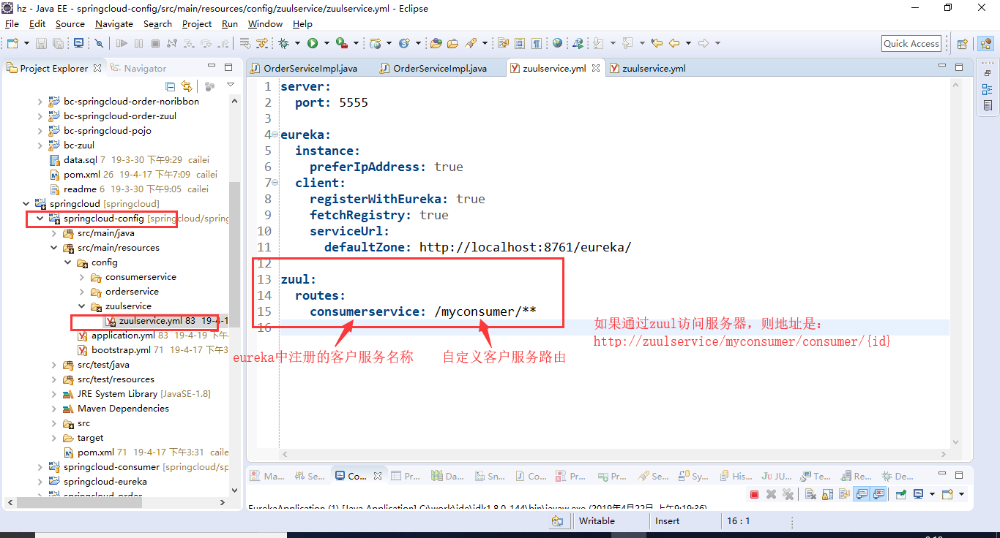 hz - Java EE - springcloud-config/src/main/resources/config/zuulservice/zuulservice.yml - Eclipse
File Edit Source Navigate Search Project Run Window Help
Quick Access
Project Explorer Navigator
bc-springcloud-order-noribbon
bc-springcloud-order-zuul
bc-springcloud-pojo
bc-zuul
data.sql 7 19-3-30 下午9:29 cailei
pom.xml 26 19-4-17 下午7:09 cailei
readme 6 19-3-30 下午9:05 cailei
springcloud [springcloud]
springcloud-config [springcloud/spring
src/main/java
src/main/resources
config
consumerservice
orderservice
zuulservice
zuulservice.yml 83 19-4-1
application.yml 83 19-4-19 下午
bootstrap.yml 71 19-4-17 下午3
src/test/java
src/test/resources
JRE System Library [JavaSE-1.8]
Maven Dependencies
src
target
pom.xml 71 19-4-17 下午3:31 caile
springcloud-consumer [springcloud/sp
springcloud-eureka
springcloud-order
OrderServiceImpl.java OrderServiceImpl.java zuulservice.yml zuulservice.yml
1 server:
2 port: 5555
3
4 eureka:
5 instance:
6 preferIpAddress: true
7 client:
8 registerWithEureka: true
9 fetchRegistry: true
10 serviceUrl:
11 defaultZone: http://localhost:8761/eureka/
12
13 zuul:
14 routes:
15 consumerservice: /myconsumer/**
16
如果通过zuul访问服务器，则地址是：
http://zuulservice/myconsumer/consumer/{id}
eureka中注册的客户服务名称 自定义客户服务路由
Ma... Se... Co... Pr... Da... Sn... Co... Pr... Pr... Se... Sy... His... JU... Te... Re... De...
EurekaApplication (1) [Java Application] C:\work\ide\jdk1.8.0_144\bin\javaw.exe (2019年4月22日 上午9:19:36)
Writable Insert 16 : 1